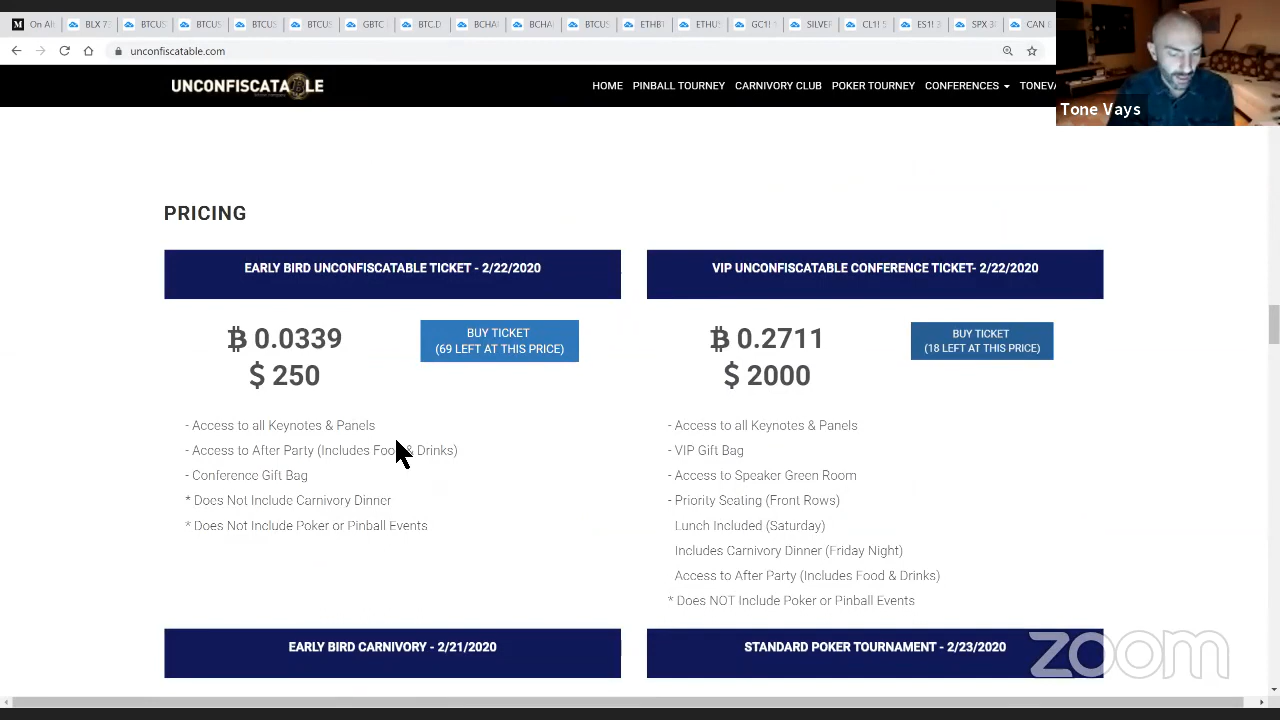 On Al
BLX 7
BTCUS
BTCUS
BTCUS
BTCUS
GBTC
BTC.D
BCHA
BCHA
BTCUS
ETHBT
ETHUS
GC1! 5
SILVER
CL1! 5
ES1! 3
SPX 3
CAN
unconfiscatable.com
UNCONFISCATABLE
HOME PINBALL TOURNEY CARNIVORY CLUB POKER TOURNEY CONFERENCES TONEVA
Tone Vays
PRICING
EARLY BIRD UNCONFISCATABLE TICKET - 2/22/2020
₿ 0.0339
$ 250
BUY TICKET
(69 LEFT AT THIS PRICE)
- Access to all Keynotes & Panels
- Access to After Party (Includes Food & Drinks)
- Conference Gift Bag
* Does Not Include Carnivory Dinner
* Does Not Include Poker or Pinball Events
VIP UNCONFISCATABLE CONFERENCE TICKET- 2/22/2020
₿ 0.2711
$ 2000
BUY TICKET
(18 LEFT AT THIS PRICE)
- Access to all Keynotes & Panels
- VIP Gift Bag
- Access to Speaker Green Room
- Priority Seating (Front Rows)
Lunch Included (Saturday)
Includes Carnivory Dinner (Friday Night)
Access to After Party (Includes Food & Drinks)
* Does NOT Include Poker or Pinball Events
EARLY BIRD CARNIVORY - 2/21/2020
STANDARD POKER TOURNAMENT - 2/23/2020
zoom